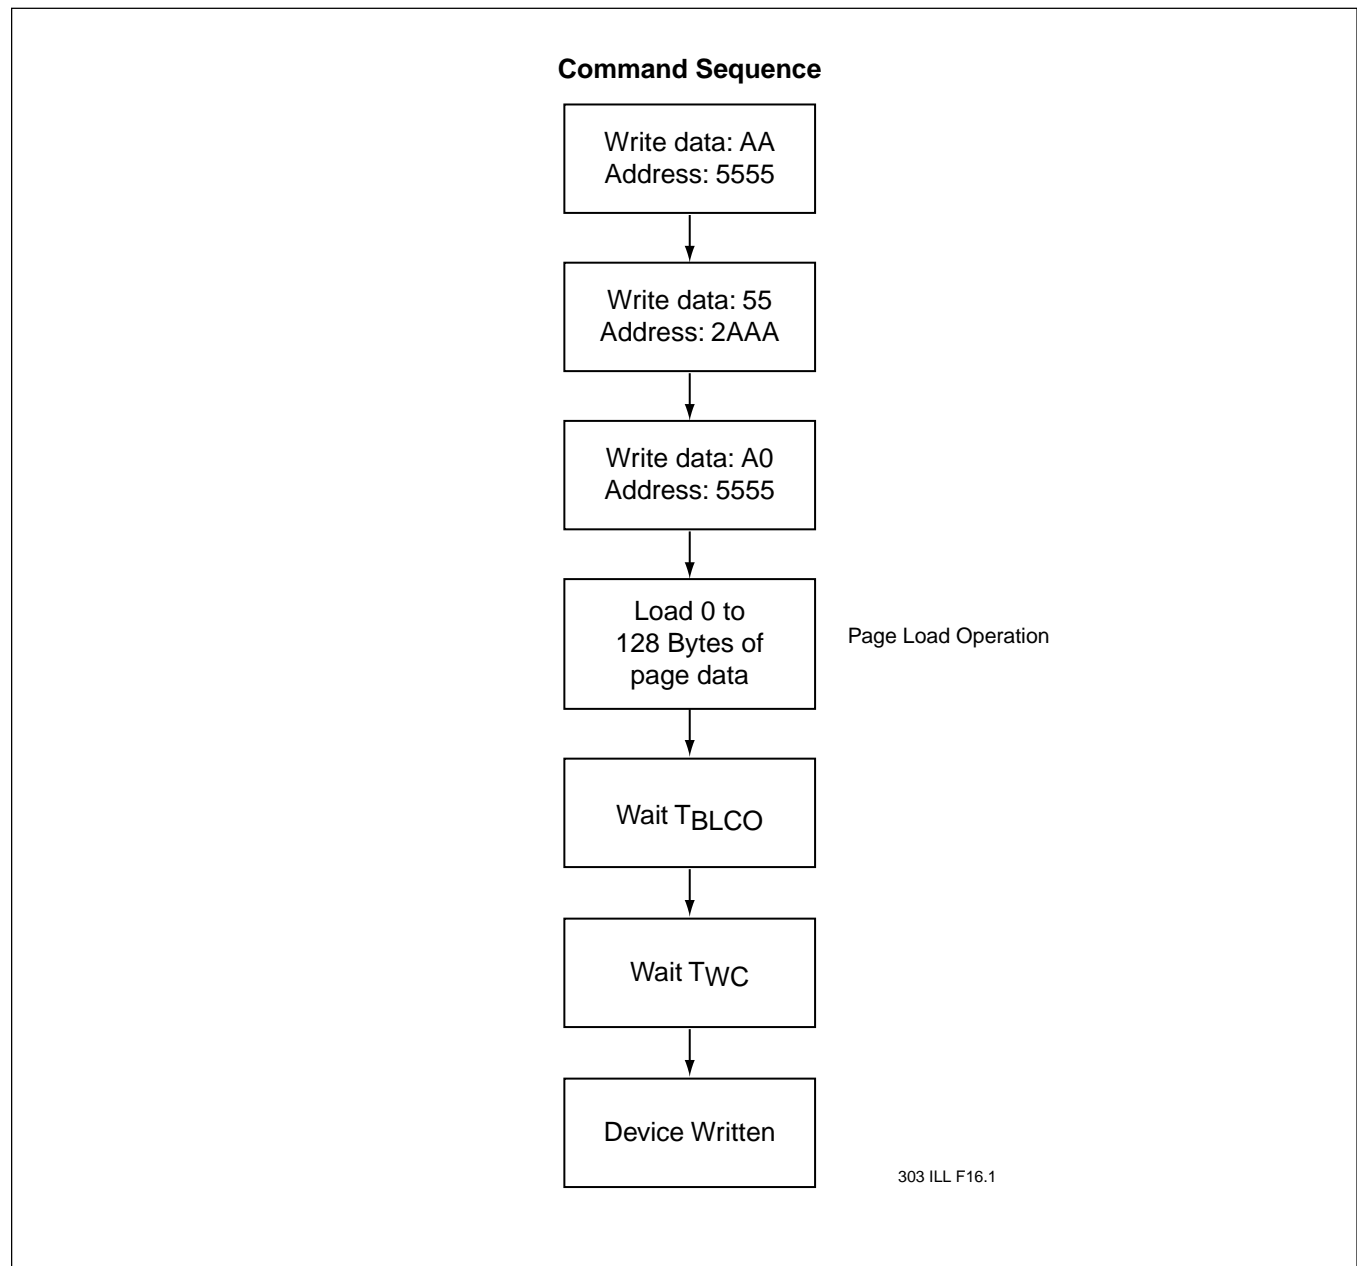 Command Sequence
Write data: AA
Address: 5555
Write data: 55
Address: 2AAA
Write data: A0
Address: 5555
Load 0 to
128 Bytes of
page data
Page Load Operation
Wait TBLCO
Wait TWC
Device Written
303 ILL F16.1